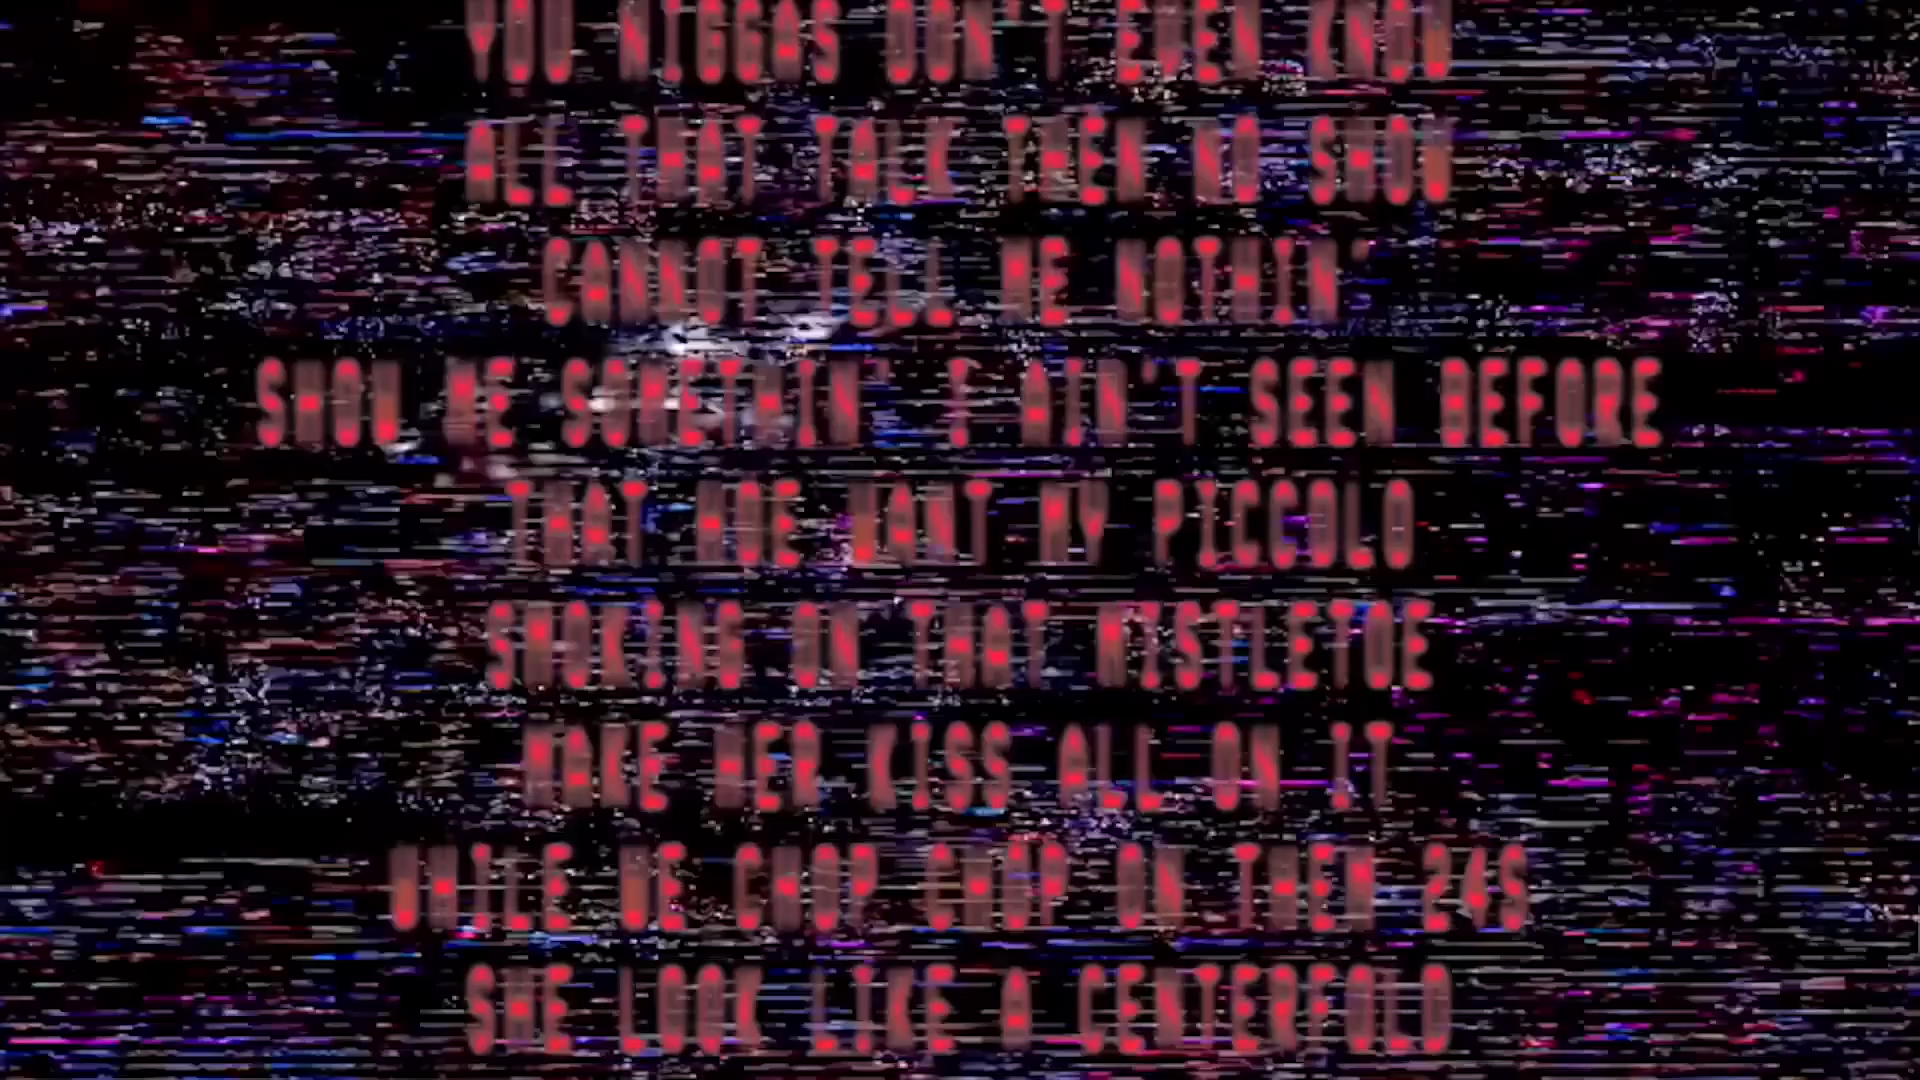 YOU NIGGAS DON'T EVEN KNOW
ALL THAT TALK THEN NO SHOW
CANNOT TELL ME NOTHIN'
SHOW ME SOMETHIN' I AIN'T SEEN BEFORE
THAT HOE WANT MY PICCOLO
SMOKING ON THAT MISTLETOE
MAKE HER KISS ALL ON IT
WHILE WE CHOP CHOP ON THEM 24S
SHE LOOK LIKE A CENTERFOLD